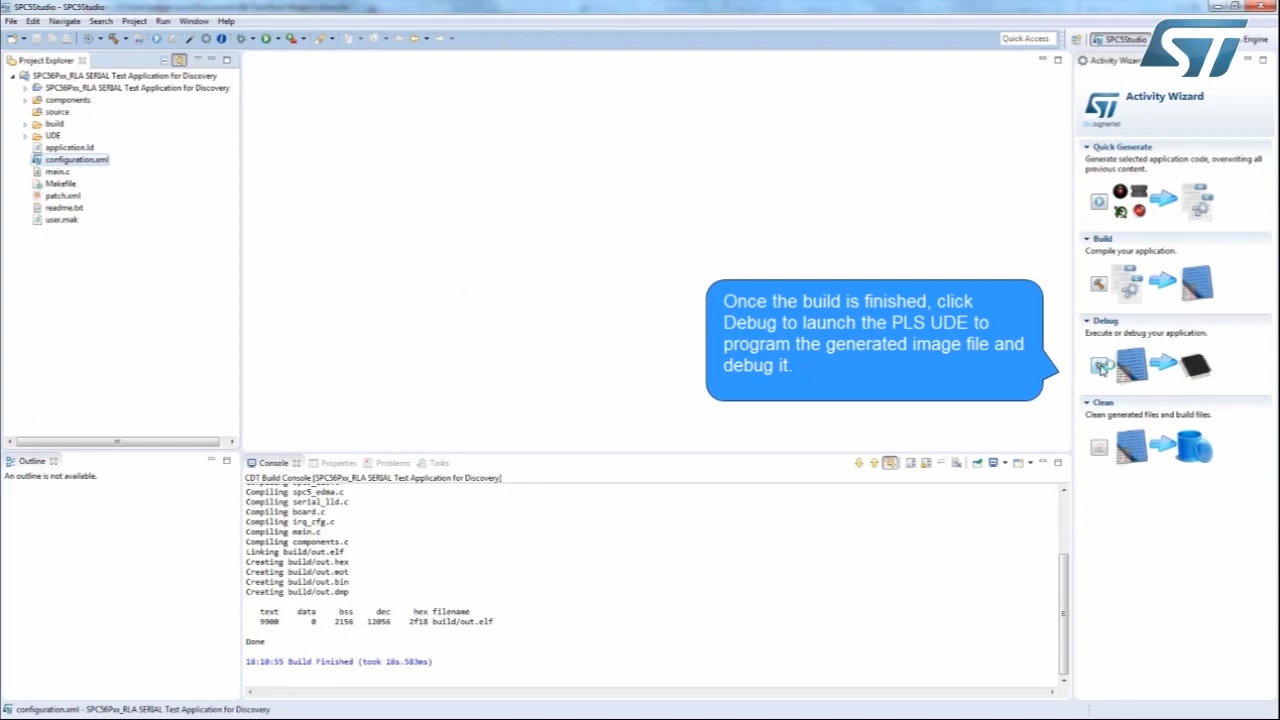 SPC5Studio - SPC5Studio
File Edit Navigate Search Project Run Window Help
Quick Access
SPC5Studio
Engine
Project Explorer
SPC56Pxx_RLA SERIAL Test Application for Discovery
SPC56Pxx_RLA SERIAL Test Application for Discovery
components
source
build
UDE
application.ld
configuration.xml
main.c
Makefile
patch.xml
readme.txt
user.mak
Outline
An outline is not available.
Once the build is finished, click
Debug to launch the PLS UDE to
program the generated image file and
debug it.
Console Properties Problems Tasks
CDT Build Console [SPC56Pxx_RLA SERIAL Test Application for Discovery]
Compiling spc5_edma.c
Compiling serial_lld.c
Compiling board.c
Compiling irq_cfg.c
Compiling main.c
Compiling components.c
Linking build/out.elf
Creating build/out.hex
Creating build/out.mot
Creating build/out.bin
Creating build/out.dmp
text data bss dec hex filename
9900 0 2156 12056 2f18 build/out.elf
Done
18:10:55 Build Finished (took 18s.583ms)
ST
Activity Wizard
Activity Wizard
Quick Generate
Generate selected application code, overwriting all
previous content.
Build
Compile your application.
Debug
Execute or debug your application.
Clean
Clean generated files and build files.
configuration.xml - SPC56Pxx_RLA SERIAL Test Application for Discovery